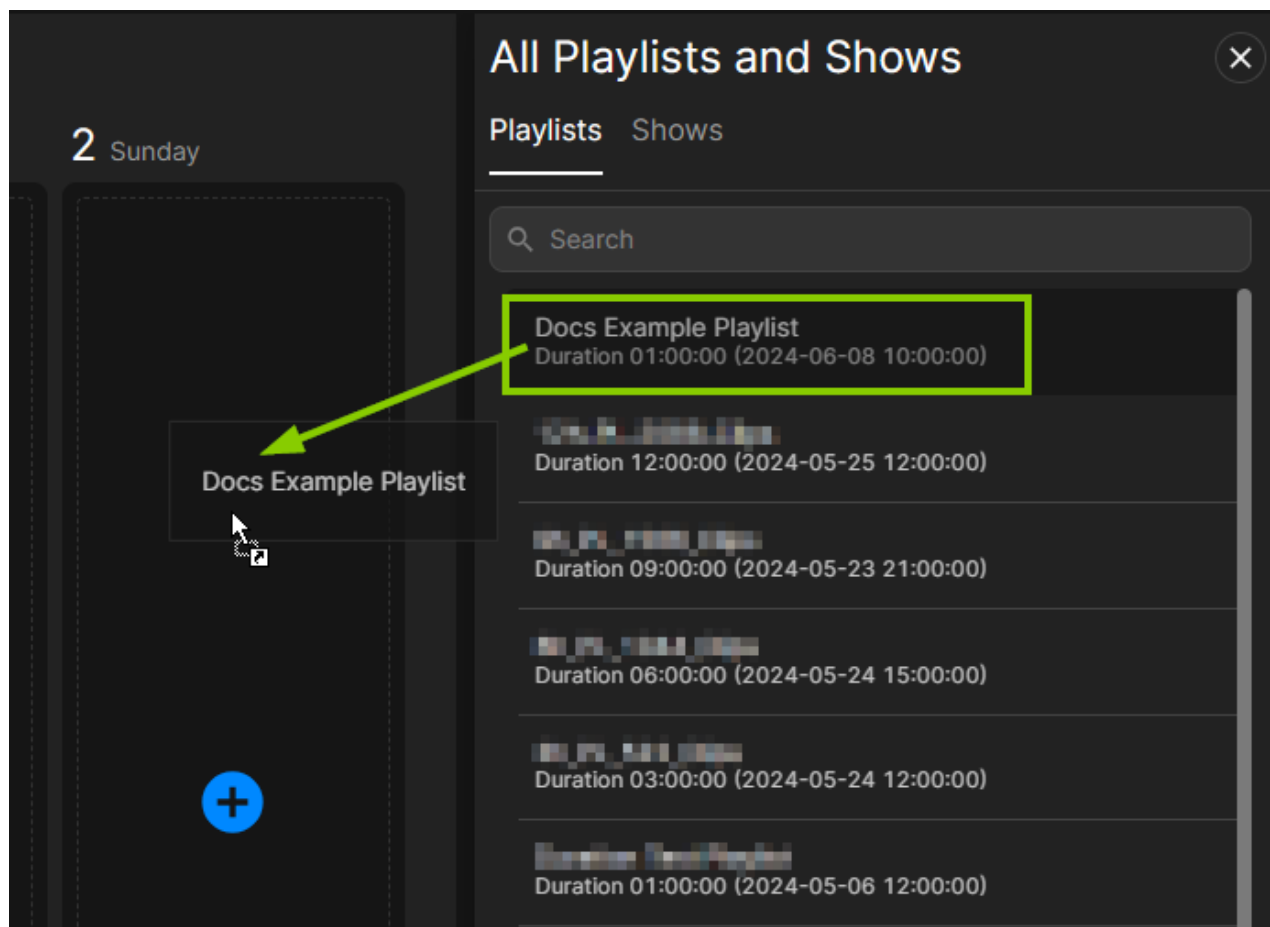 2 Sunday
Docs Example Playlist
All Playlists and Shows
Playlists Shows
Search
Docs Example Playlist
Duration 01:00:00 (2024-06-08 10:00:00)
Duration 12:00:00 (2024-05-25 12:00:00)
Duration 09:00:00 (2024-05-23 21:00:00)
Duration 06:00:00 (2024-05-24 15:00:00)
Duration 03:00:00 (2024-05-24 12:00:00)
Duration 01:00:00 (2024-05-06 12:00:00)